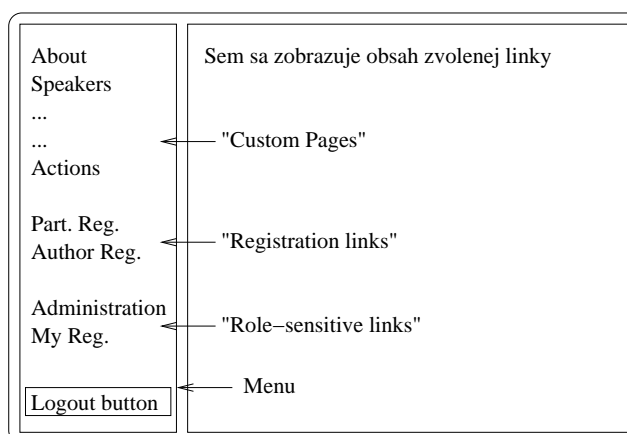 About
Speakers
...
...
Actions
Part. Reg.
Author Reg.
Administration
My Reg.
Logout button
Sem sa zobrazuje obsah zvolenej linky
"Custom Pages"
"Registration links"
"Role−sensitive links"
Menu